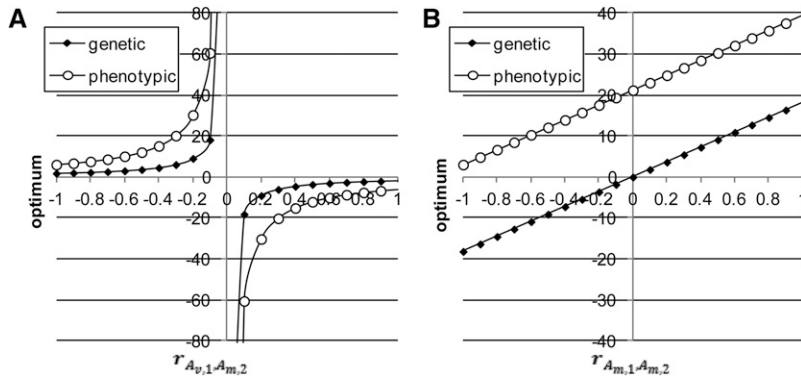 A
genetic
phenotypic
optimum
80
60
40
20
0
-20
-40
-60
-80
-1 -0.8 -0.6 -0.4 -0.2 0 0.2 0.4 0.6 0.8 1
r_{A_{v,1},A_{m,2}}
B
genetic
phenotypic
optimum
40
30
20
10
0
-10
-20
-30
-40
-1 -0.8 -0.6 -0.4 -0.2 0 0.2 0.4 0.6 0.8 1
r_{A_{m,1},A_{m,2}}